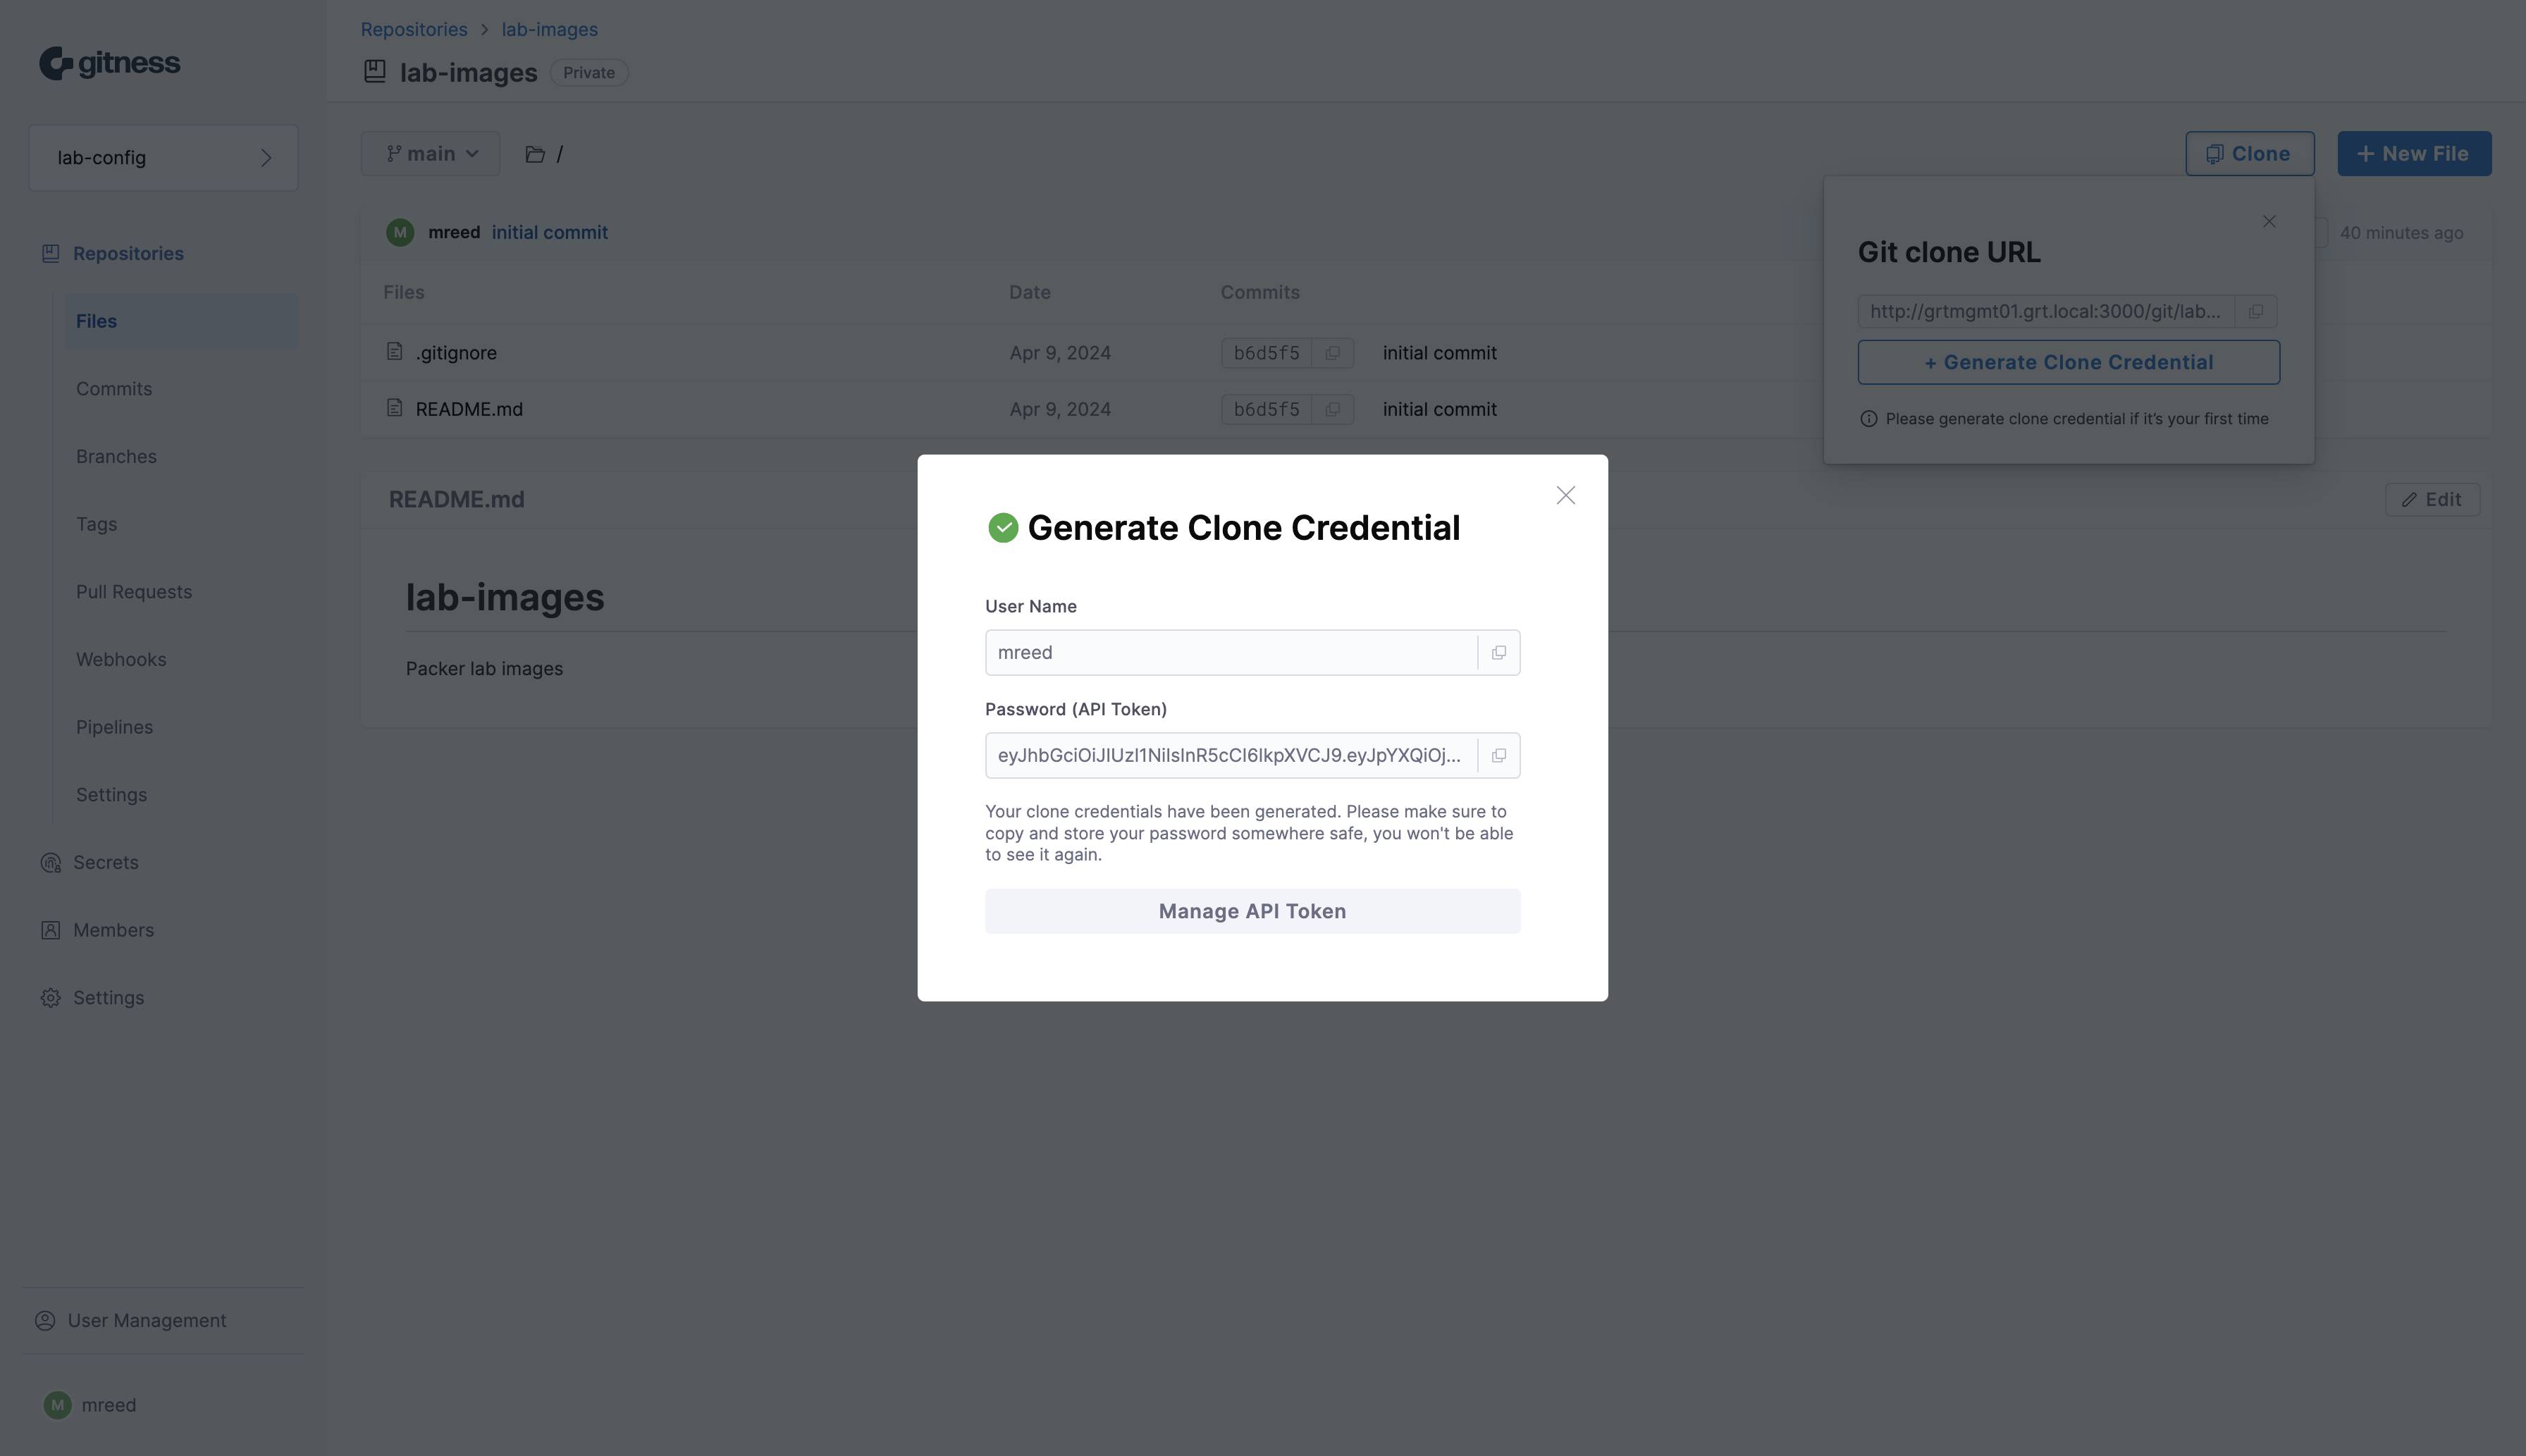 gitness
lab-config
Repositories
Files
Commits
Branches
Tags
Pull Requests
Webhooks
Pipelines
Settings
Secrets
Members
Settings
User Management
M mreed
Repositories > lab-images
lab-images Private
main /
Clone
+ New File
M mreed initial commit
40 minutes ago
Files Date Commits
.gitignore Apr 9, 2024 b6d5f5 initial commit
README.md Apr 9, 2024 b6d5f5 initial commit
Git clone URL
http://grtmgmt01.grt.local:3000/git/lab...
+ Generate Clone Credential
Please generate clone credential if it's your first time
README.md
Edit
lab-images
Packer lab images
Generate Clone Credential
User Name
mreed
Password (API Token)
eyJhbGciOiJIUzI1NiIsInR5cCI6IkpXVCJ9.eyJpYXQiOj...
Your clone credentials have been generated. Please make sure to
copy and store your password somewhere safe, you won't be able
to see it again.
Manage API Token